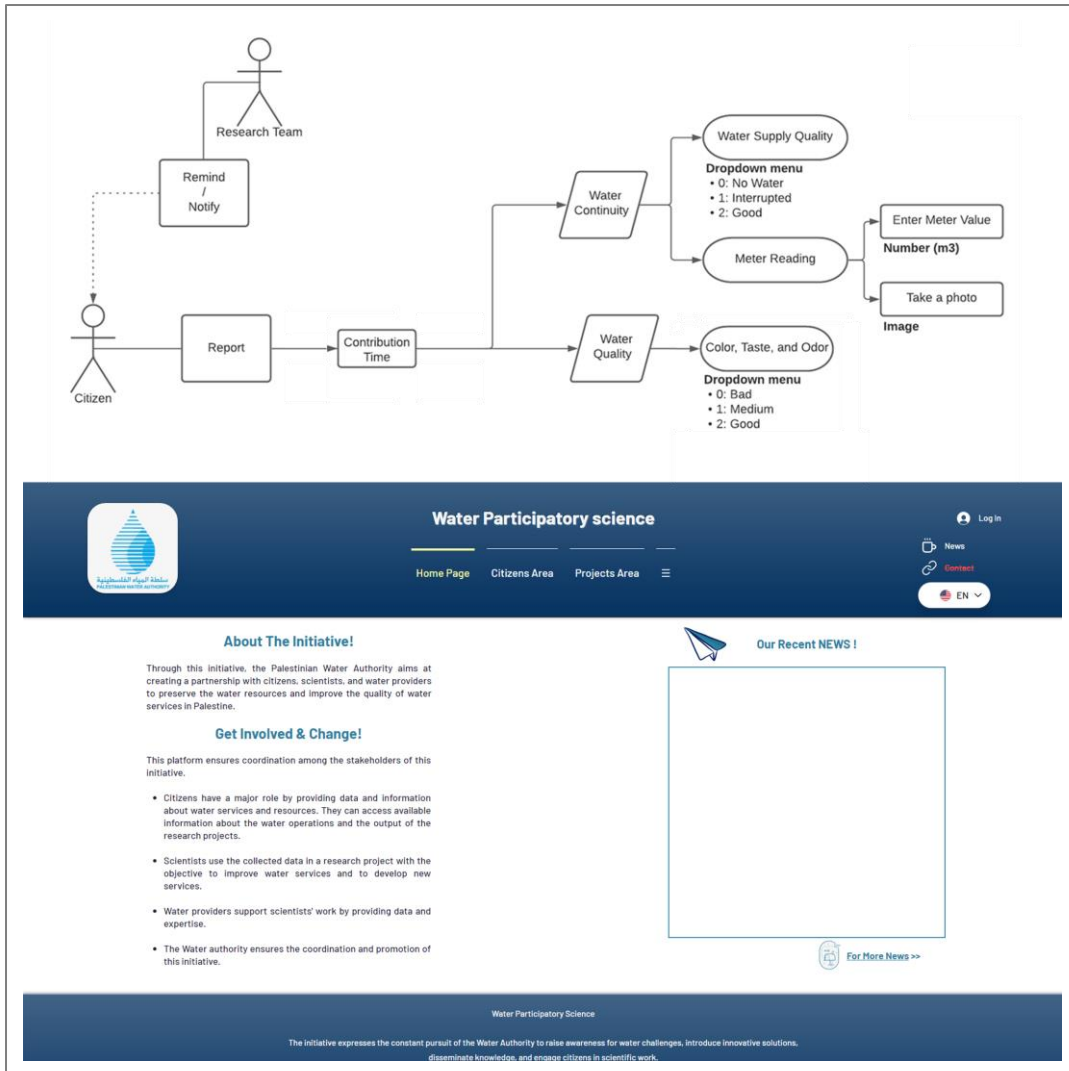 Research Team
Remind
/
Notify
Citizen
Report
Contribution
Time
Water
Continuity
Water Supply Quality
Dropdown menu
• 0: No Water
• 1: Interrupted
• 2: Good
Meter Reading
Enter Meter Value
Number (m3)
Take a photo
Image
Water
Quality
Color, Taste, and Odor
Dropdown menu
• 0: Bad
• 1: Medium
• 2: Good
سلطة المياه الفلسطينية
PALESTINIAN WATER AUTHORITY
Water Participatory science
Home Page
Citizens Area
Projects Area
Log In
News
Contact
EN
About The Initiative!
Through this initiative, the Palestinian Water Authority aims at
creating a partnership with citizens, scientists, and water providers
to preserve the water resources and improve the quality of water
services in Palestine.
Get Involved & Change!
This platform ensures coordination among the stakeholders of this
initiative.
• Citizens have a major role by providing data and information
about water services and resources. They can access available
information about the water operations and the output of the
research projects.
• Scientists use the collected data in a research project with the
objective to improve water services and to develop new
services.
• Water providers support scientists' work by providing data and
expertise.
• The Water authority ensures the coordination and promotion of
this initiative.
Our Recent NEWS !
For More News >>
Water Participatory Science
The initiative expresses the constant pursuit of the Water Authority to raise awareness for water challenges, introduce innovative solutions,
disseminate knowledge, and engage citizens in scientific work.